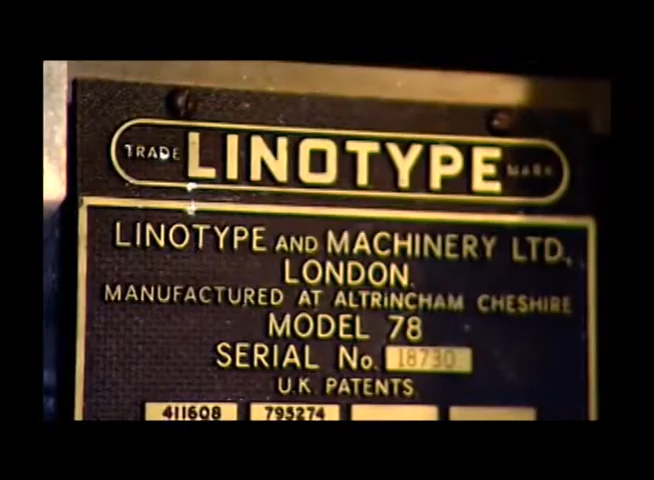 TRADE LINOTYPE MARK
LINOTYPE AND MACHINERY LTD.,
LONDON.
MANUFACTURED AT ALTRINCHAM CHESHIRE
MODEL 78
SERIAL No. 18730
U.K. PATENTS
411608 795274